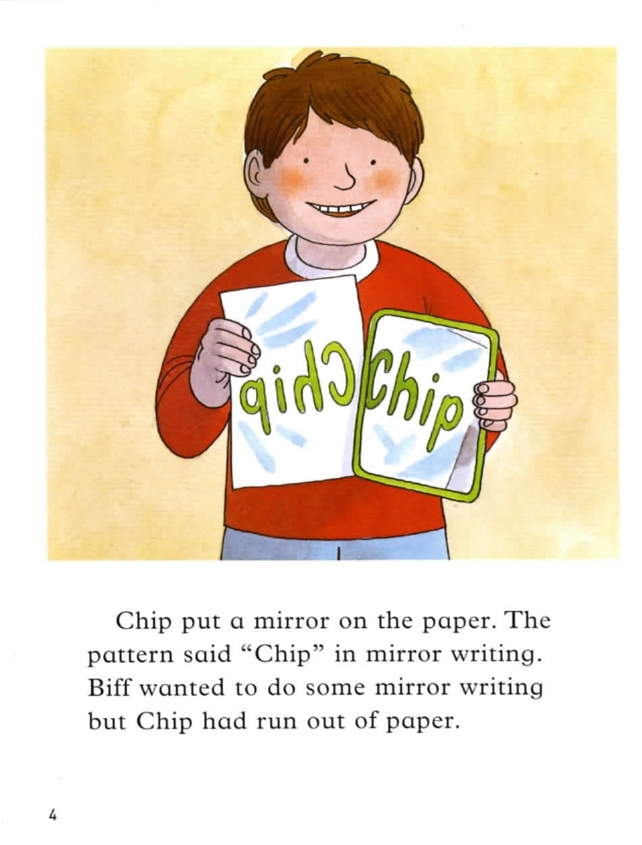 Chip Chip
Chip put a mirror on the paper. The
pattern said “Chip” in mirror writing.
Biff wanted to do some mirror writing
but Chip had run out of paper.
4